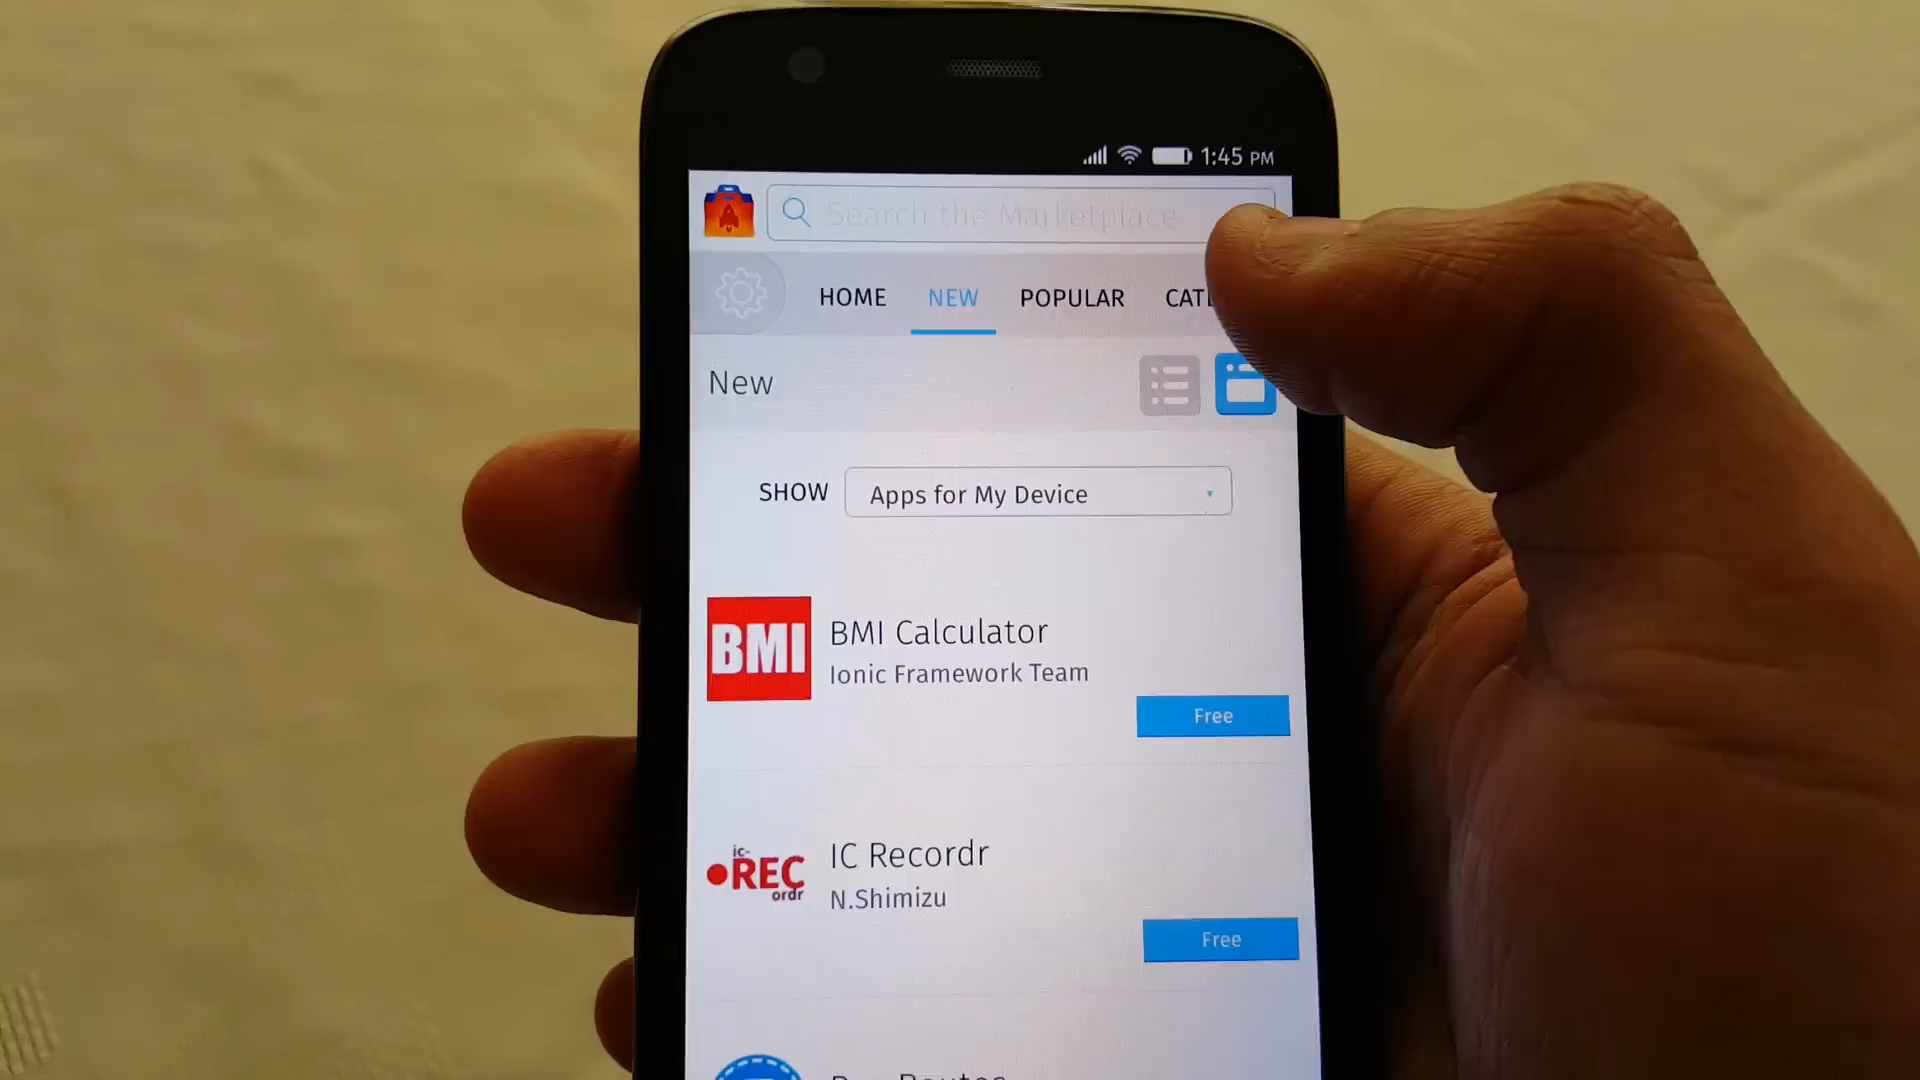 1:45 PM
Search the Marketplace
HOME NEW POPULAR
New
SHOW Apps for My Device
BMI BMI Calculator
Ionic Framework Team
Free
ic-
REC
ordr
IC Recordr
N.Shimizu
Free